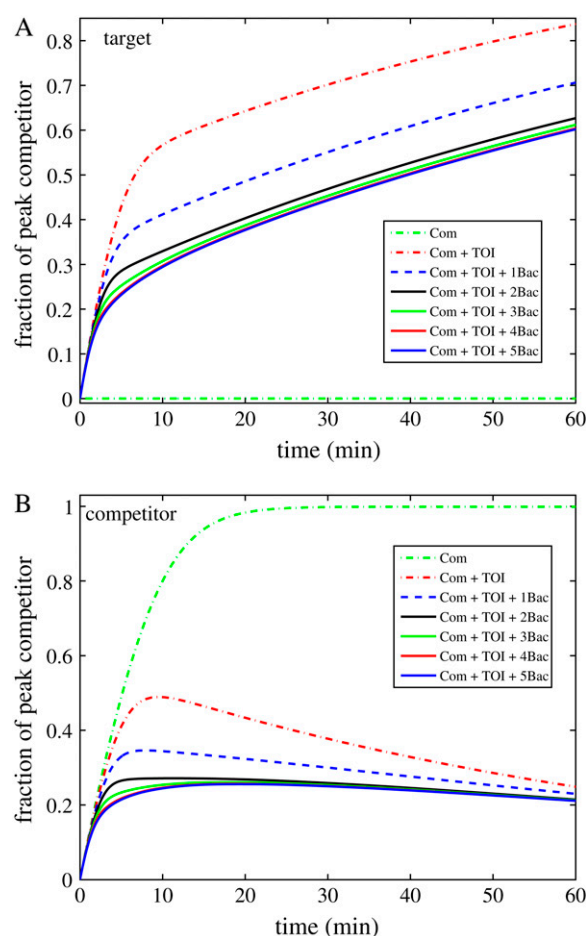 A
target
fraction of peak competitor
0.8
0.7
0.6
0.5
0.4
0.3
0.2
0.1
0
Com
Com + TOI
Com + TOI + 1Bac
Com + TOI + 2Bac
Com + TOI + 3Bac
Com + TOI + 4Bac
Com + TOI + 5Bac
0 10 20 30 40 50 60
time (min)
B
competitor
fraction of peak competitor
1
0.8
0.6
0.4
0.2
0
Com
Com + TOI
Com + TOI + 1Bac
Com + TOI + 2Bac
Com + TOI + 3Bac
Com + TOI + 4Bac
Com + TOI + 5Bac
0 10 20 30 40 50 60
time (min)